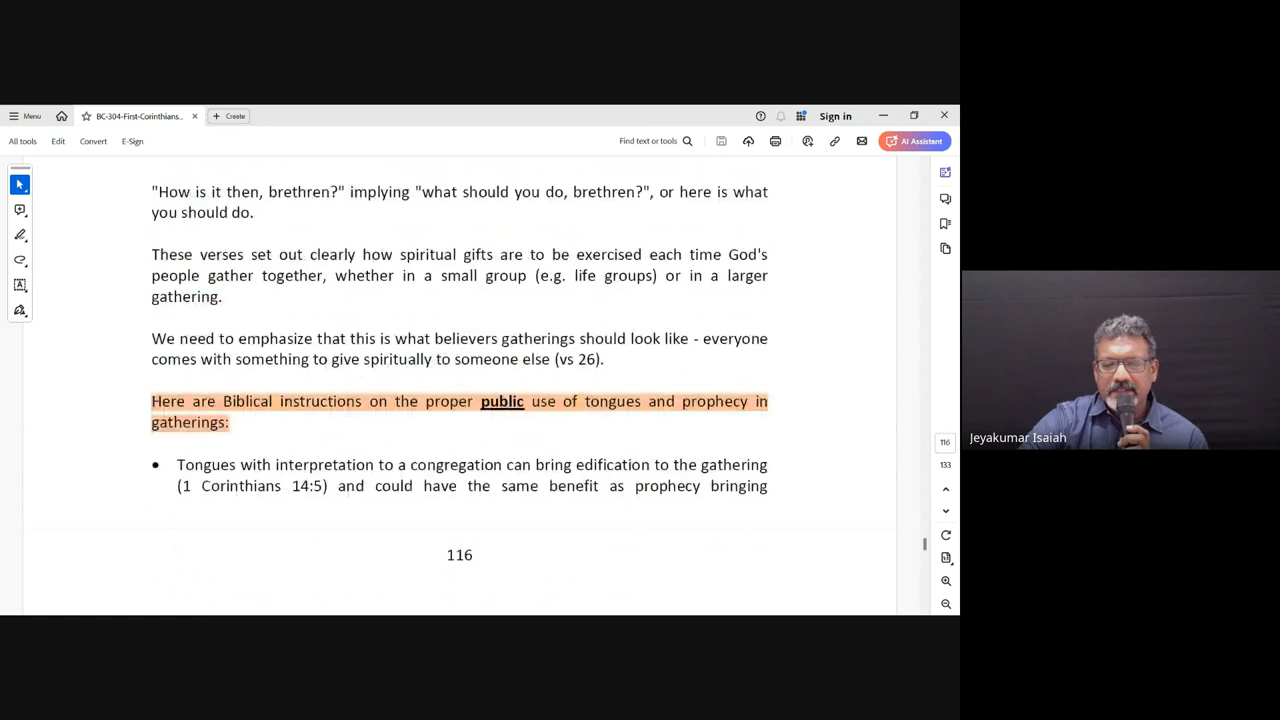 Menu
BC-304-First-Corinthians...
Create
Sign in
All tools
Edit
Convert
E-Sign
Find text or tools
AI Assistant
"How is it then, brethren?" implying "what should you do, brethren?", or here is what
you should do.
These verses set out clearly how spiritual gifts are to be exercised each time God's
people gather together, whether in a small group (e.g. life groups) or in a larger
gathering.
We need to emphasize that this is what believers gatherings should look like - everyone
comes with something to give spiritually to someone else (vs 26).
Here are Biblical instructions on the proper public use of tongues and prophecy in
gatherings:
• Tongues with interpretation to a congregation can bring edification to the gathering
(1 Corinthians 14:5) and could have the same benefit as prophecy bringing
116
116
133
Jeyakumar Isaiah